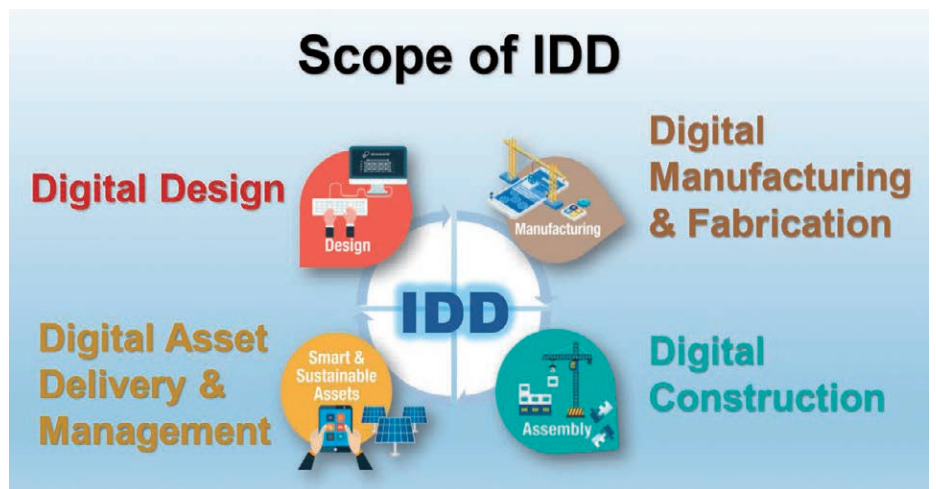 Scope of IDD
Digital Design
Design
Manufacturing
Digital
Manufacturing
& Fabrication
IDD
Digital Asset
Delivery &
Management
Smart &
Sustainable
Assets
Assembly
Digital
Construction